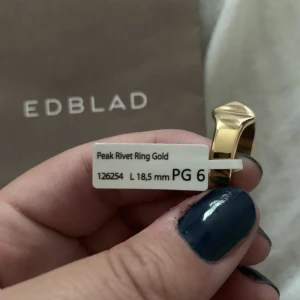 EDBLAD
Peak Rivet Ring Gold
126254 L 18,5 mm PG 6